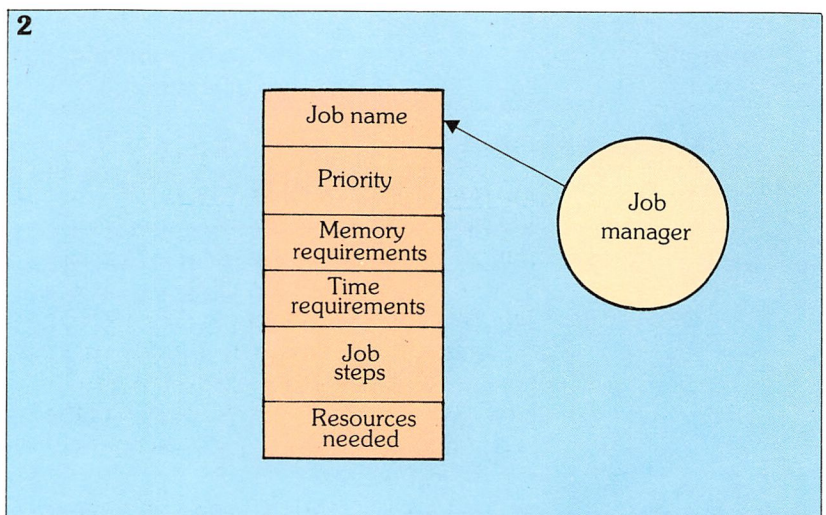 2
Job name
Priority
Memory
requirements
Time
requirements
Job
steps
Resources
needed
Job
manager